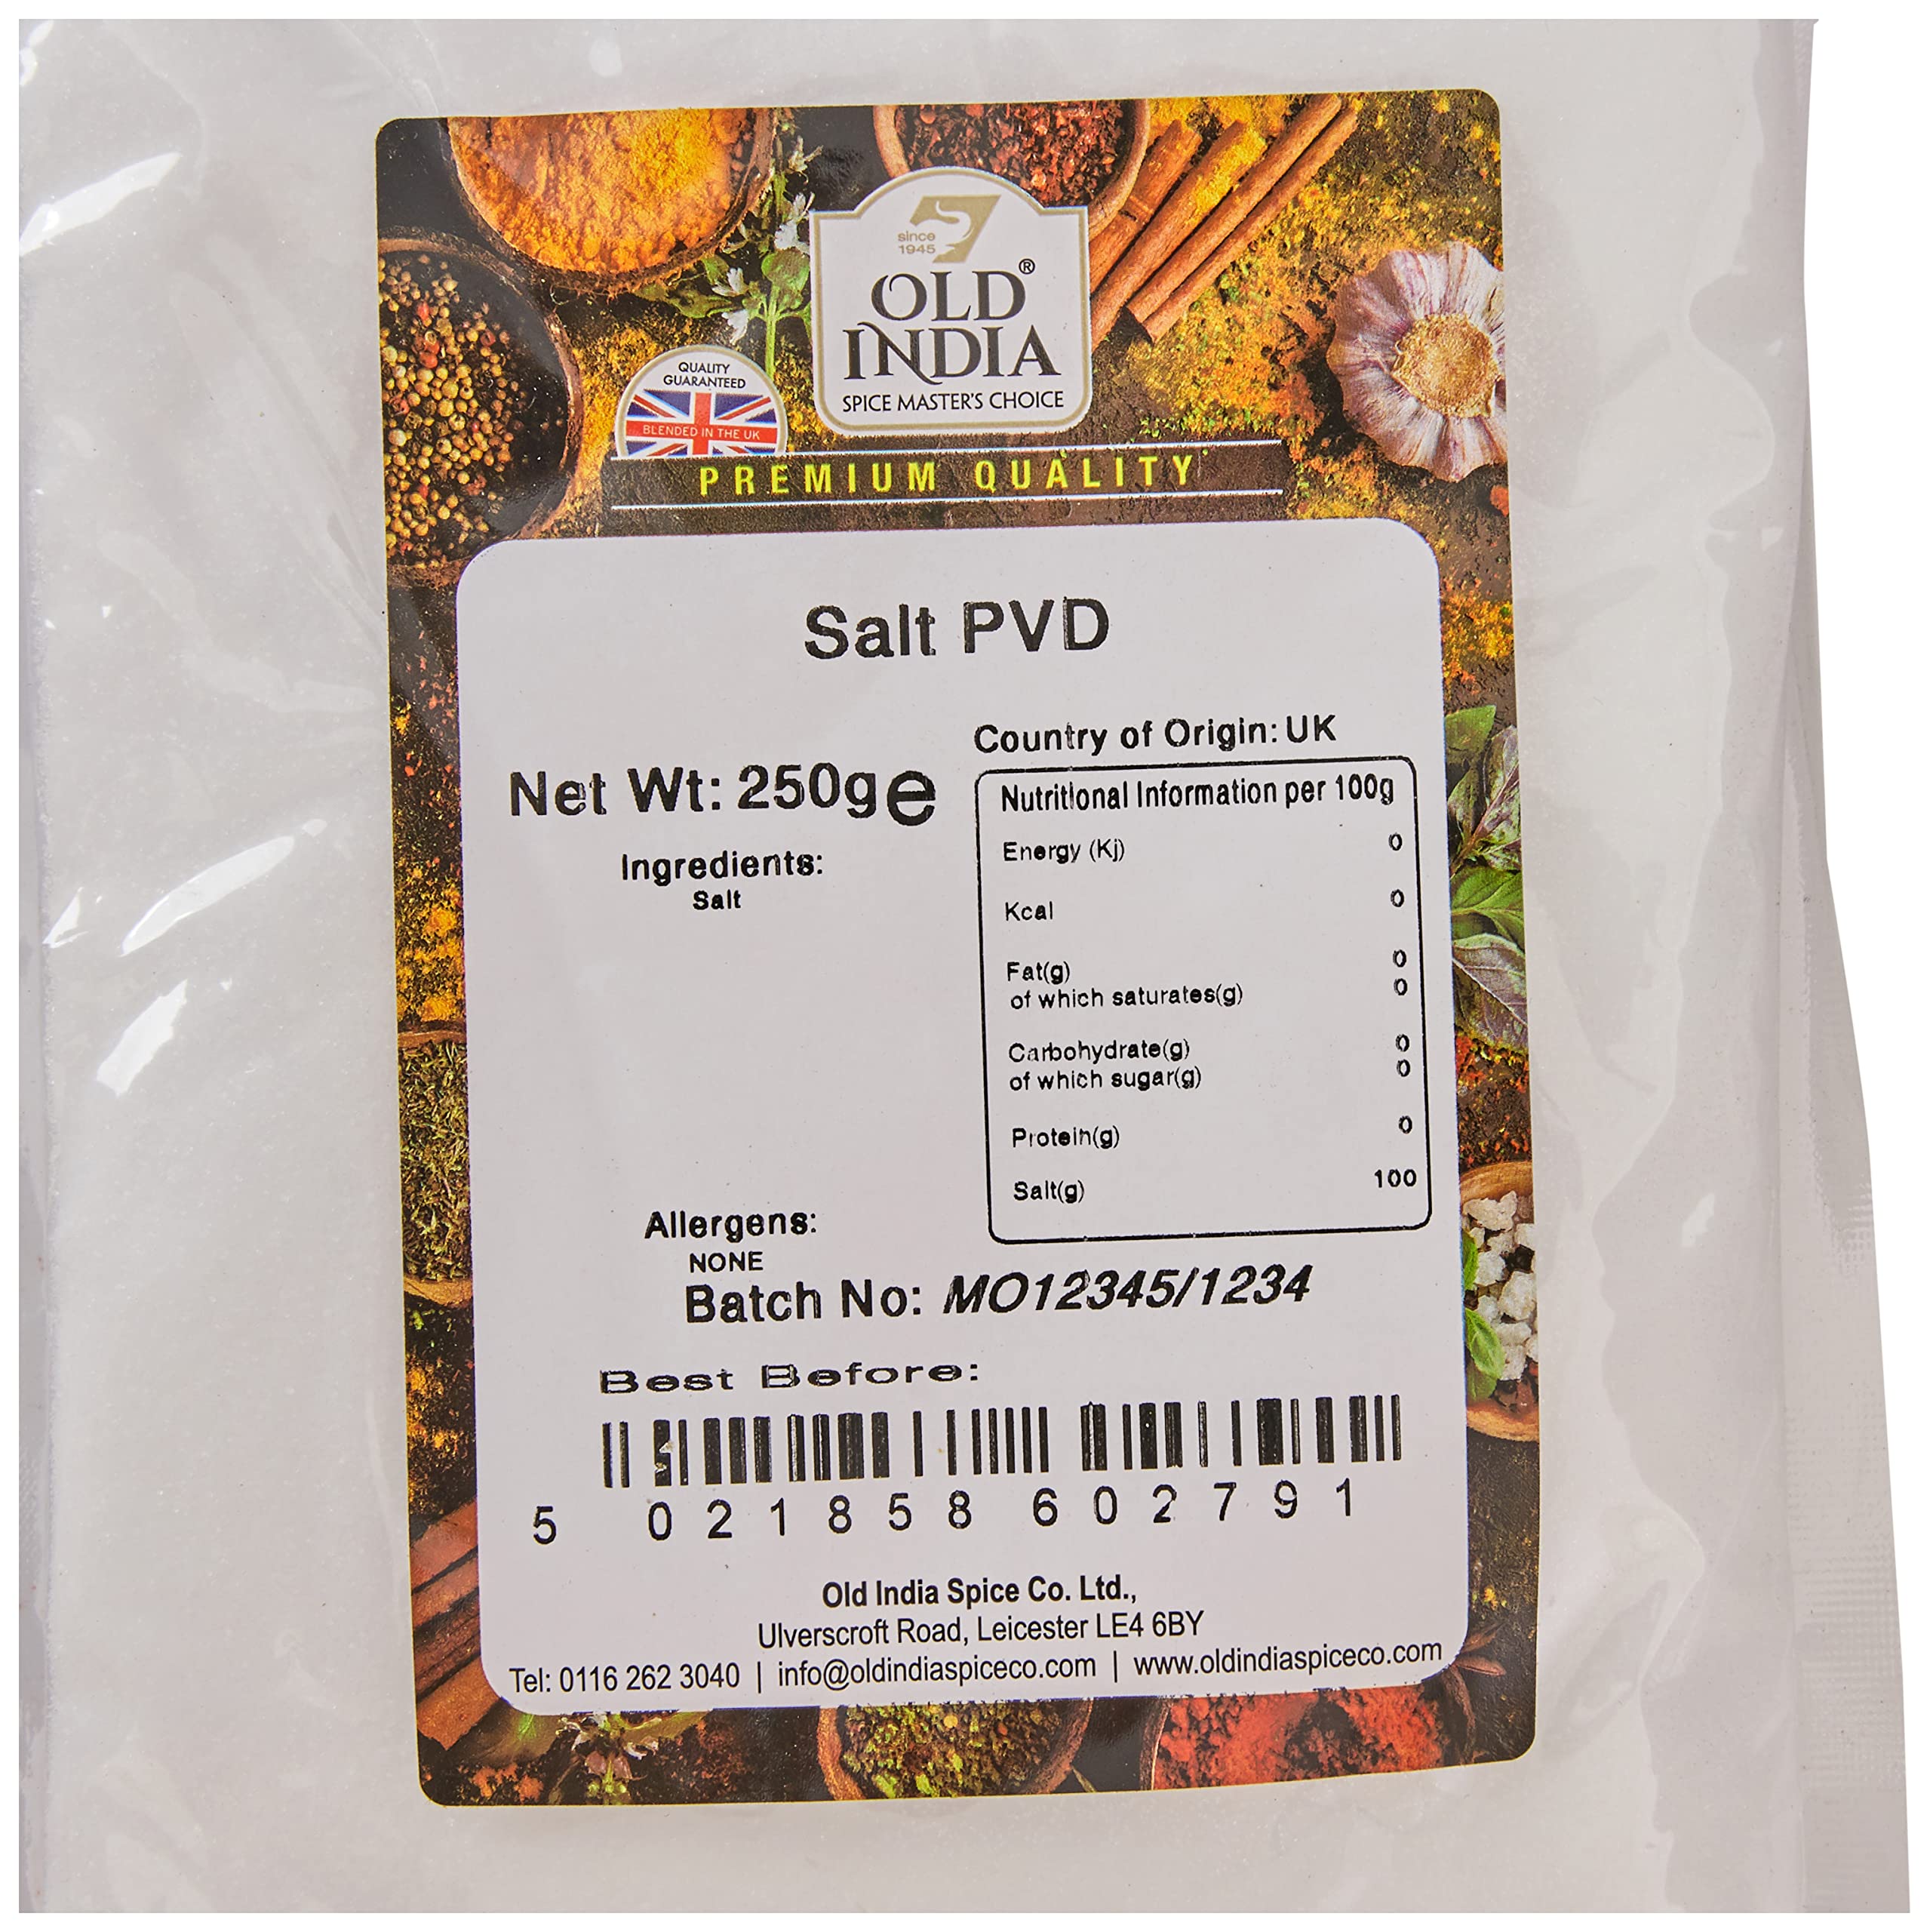 since
1945
OLD®
INDIA
SPICE MASTER'S CHOICE
QUALITY
GUARANTEED
BLENDED IN THE UK
PREMIUM QUALITY
Salt PVD
Country of Origin: UK
Net Wt: 250g e
Ingredients:
Salt
Nutritional Information per 100g
Energy (Kj) 0
Kcal 0
Fat(g) 0
of which saturates(g) 0
Carbohydrate(g) 0
of which sugar(g) 0
Protein(g) 0
Salt(g) 100
Allergens:
NONE
Batch No: MO12345/1234
Best Before:
5 021858 602791
Old India Spice Co. Ltd.,
Ulverscroft Road, Leicester LE4 6BY
Tel: 0116 262 3040 | info@oldindiaspiceco.com | www.oldindiaspiceco.com